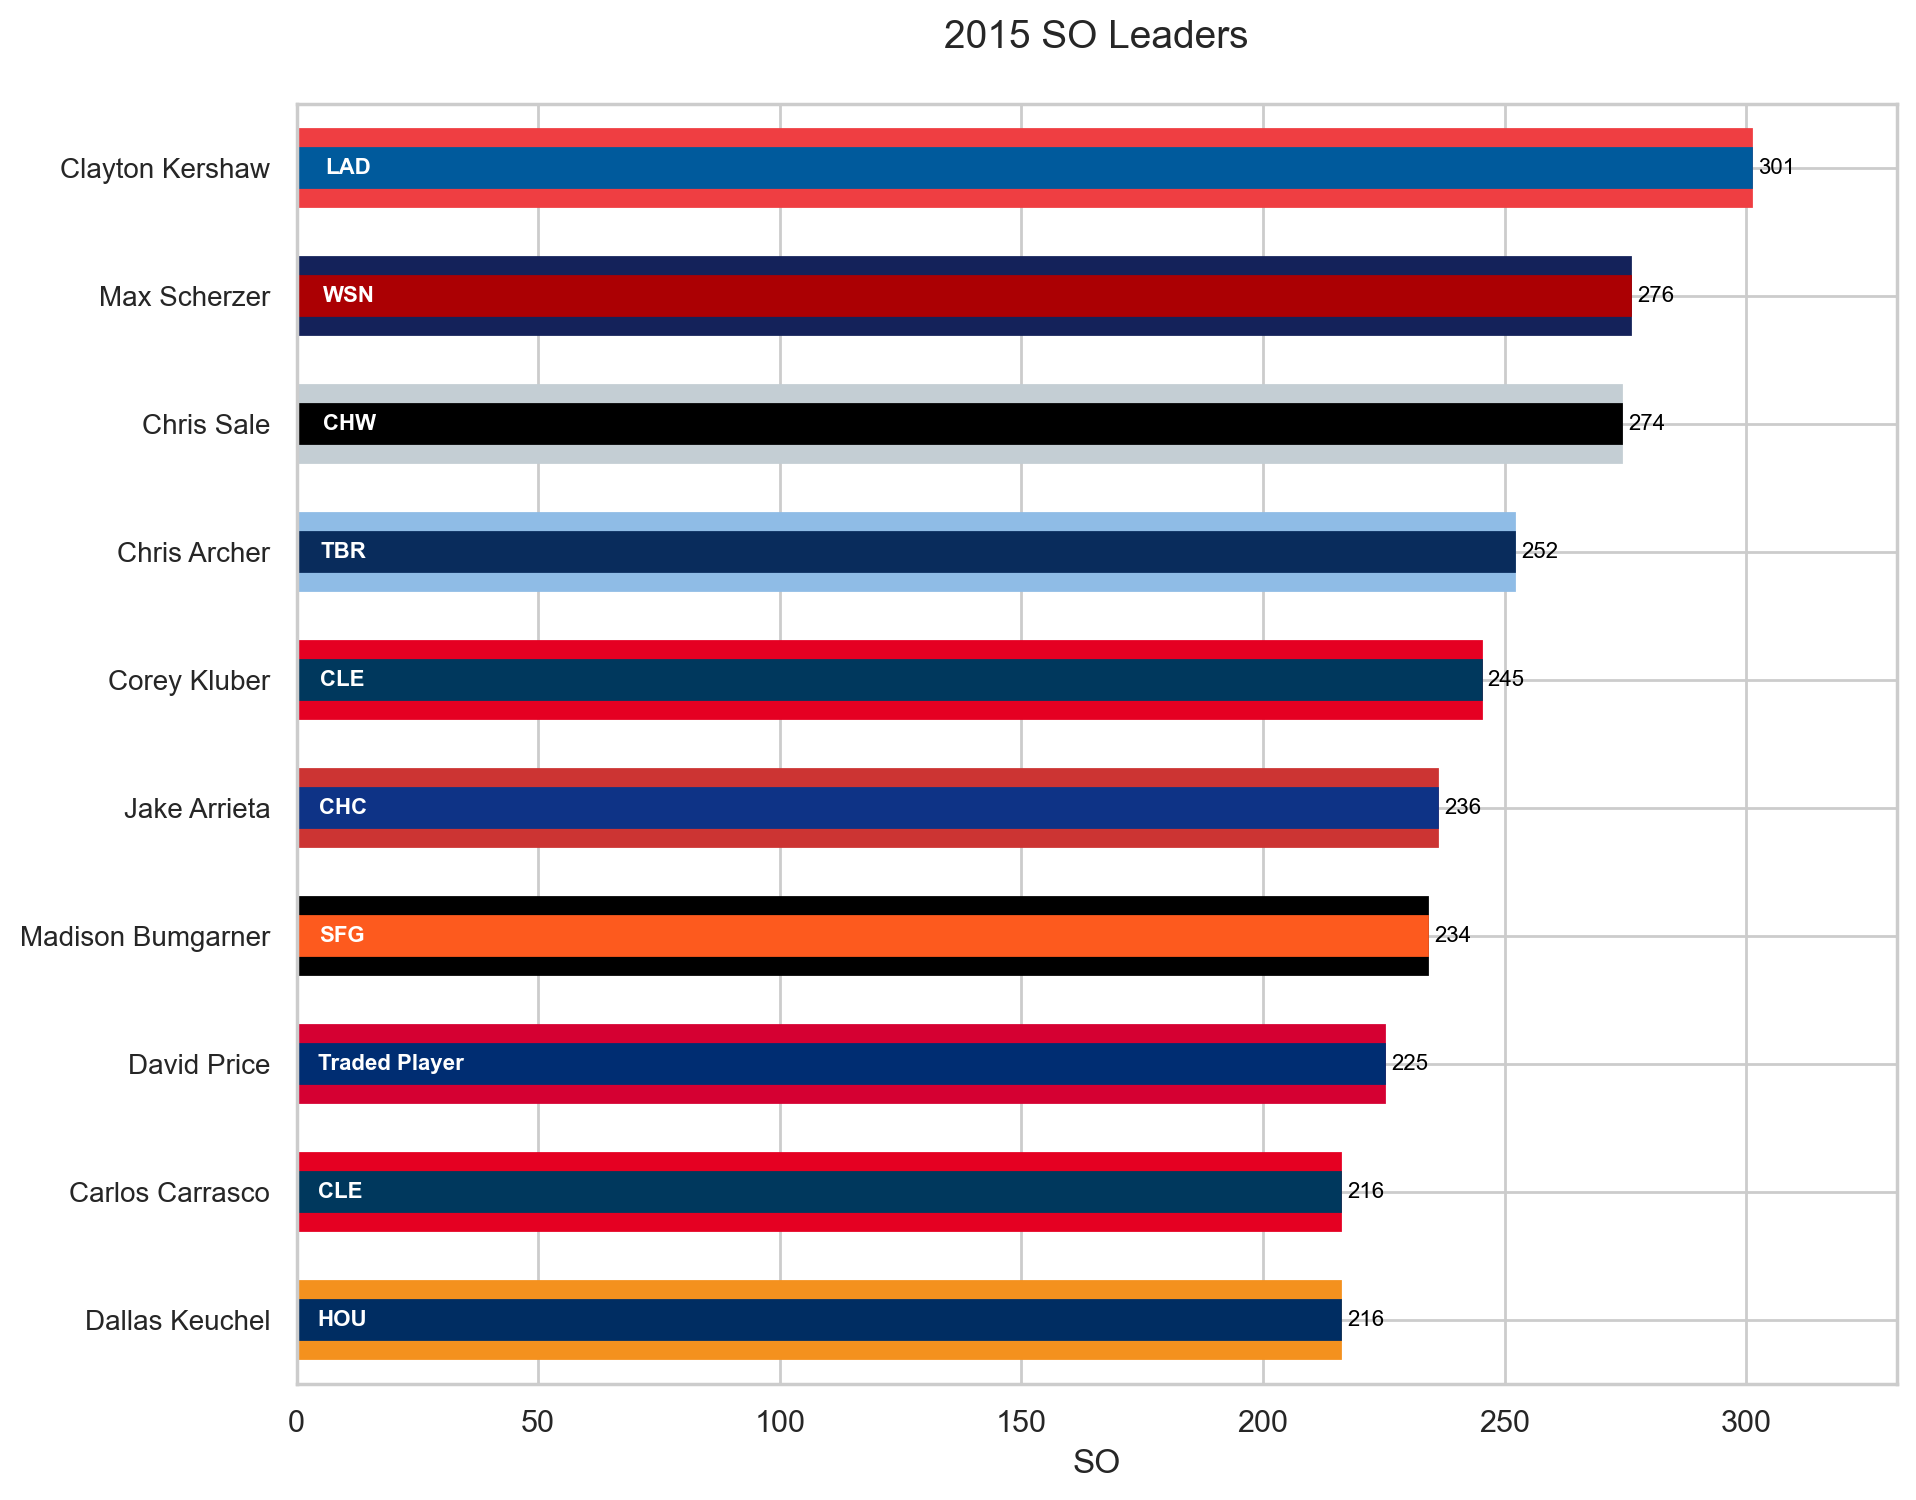 2015 SO Leaders
Clayton Kershaw LAD 301
Max Scherzer WSN 276
Chris Sale CHW 274
Chris Archer TBR 252
Corey Kluber CLE 245
Jake Arrieta CHC 236
Madison Bumgarner SFG 234
David Price Traded Player 225
Carlos Carrasco CLE 216
Dallas Keuchel HOU 216
0 50 100 150 200 250 300
SO